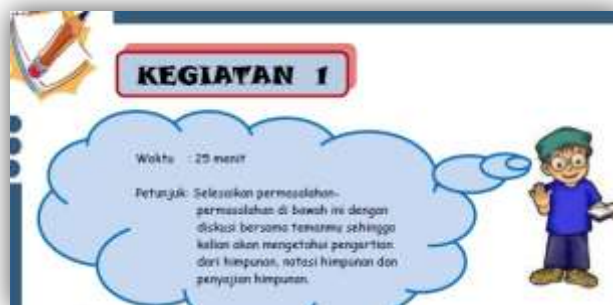 KEGIATAN 1
Waktu : 25 menit
Petunjuk: Selesaikan permasalahan-
permasalahan di bawah ini dengan
diskusi bersama temanmu sehingga
kalian akan mengetahui pengertian
dari himpunan, notasi himpunan dan
penyajian himpunan.